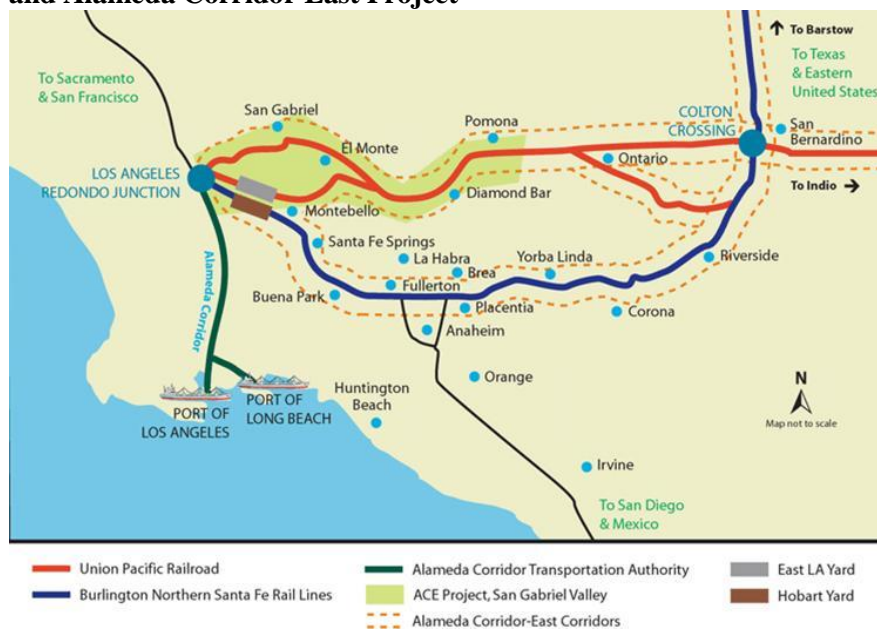 and Alameda Corridor-East Project
To Barstow
To Texas
& Eastern
United States
To Sacramento
& San Francisco
San Gabriel
Pomona
COLTON
CROSSING
San
Bernardino
El Monte
Ontario
LOS ANGELES
REDONDO JUNCTION
Diamond Bar
To Indio
Montebello
Santa Fe Springs
La Habra
Yorba Linda
Brea
Riverside
Fullerton
Buena Park
Placentia
Corona
Alameda Corridor
Anaheim
Orange
PORT OF
LONG BEACH
PORT OF
LOS ANGELES
Huntington
Beach
N
Map not to scale
Irvine
To San Diego
& Mexico
Union Pacific Railroad
Alameda Corridor Transportation Authority
East LA Yard
Burlington Northern Santa Fe Rail Lines
ACE Project, San Gabriel Valley
Hobart Yard
Alameda Corridor-East Corridors